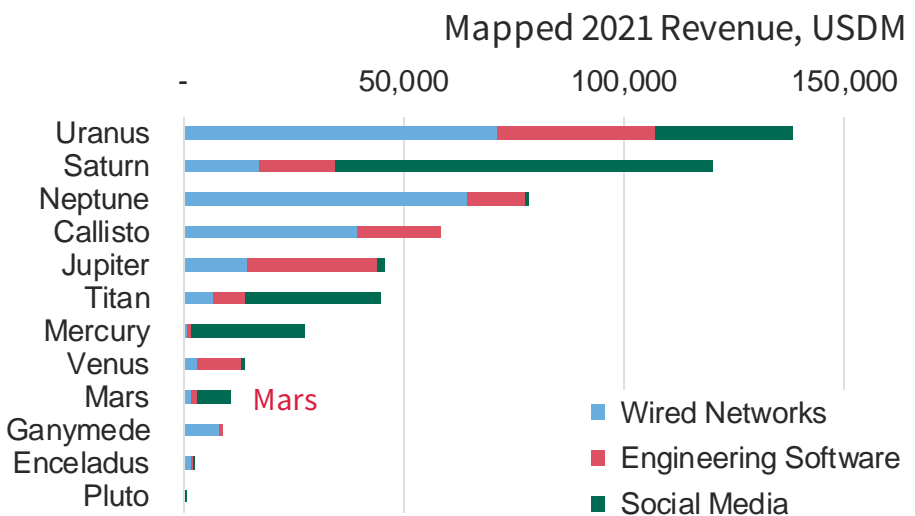 Mapped 2021 Revenue, USDM
- 50,000 100,000 150,000
Uranus
Saturn
Neptune
Callisto
Jupiter
Titan
Mercury
Venus
Mars Mars
Ganymede
Enceladus
Pluto
Wired Networks
Engineering Software
Social Media